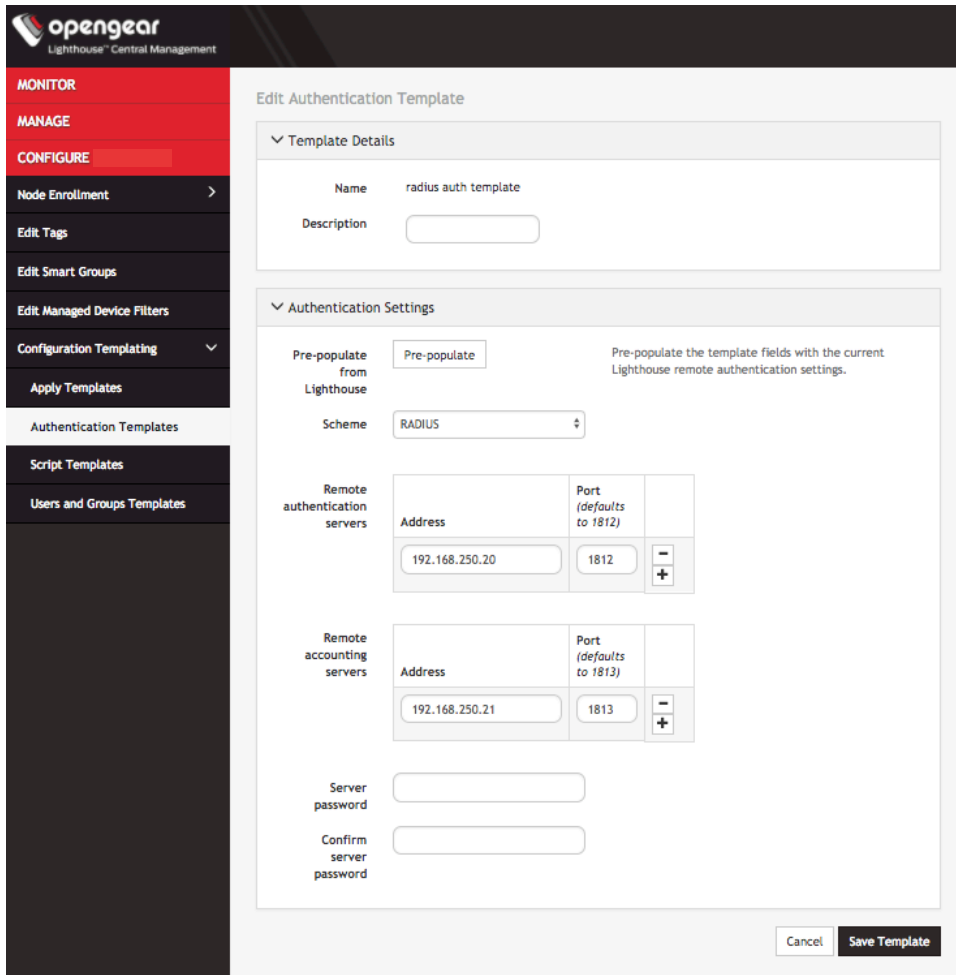 opengear
Lighthouse™ Central Management
MONITOR
MANAGE
CONFIGURE
Node Enrollment
Edit Tags
Edit Smart Groups
Edit Managed Device Filters
Configuration Templating
Apply Templates
Authentication Templates
Script Templates
Users and Groups Templates
Edit Authentication Template
Template Details
Name radius auth template
Description
Authentication Settings
Pre-populate
from
Lighthouse
Pre-populate
Pre-populate the template fields with the current
Lighthouse remote authentication settings.
Scheme RADIUS
Remote
authentication
servers
Address
Port
(defaults
to 1812)
192.168.250.20 1812
Remote
accounting
servers
Address
Port
(defaults
to 1813)
192.168.250.21 1813
Server
password
Confirm
server
password
Cancel Save Template